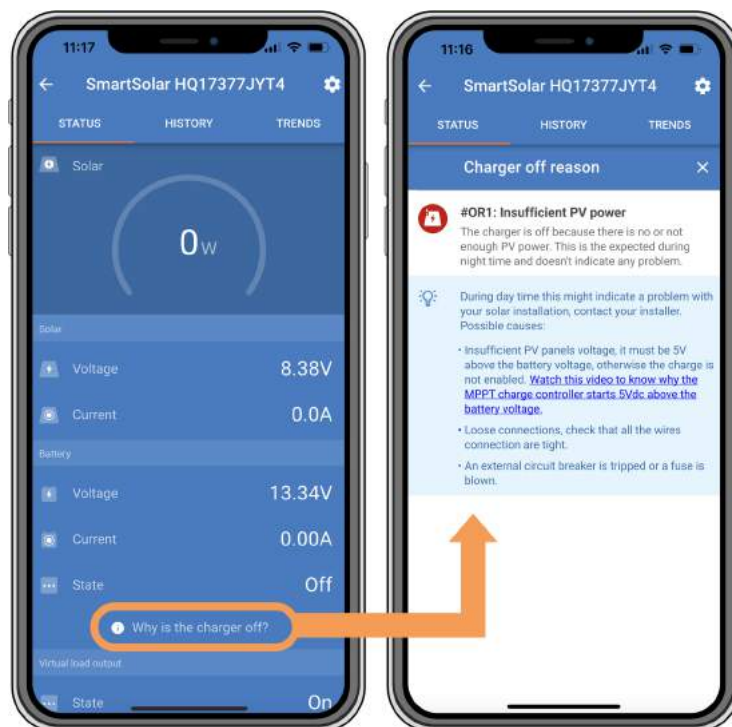 11:17
SmartSolar HQ17377JYT4
STATUS HISTORY TRENDS
Solar
0W
Solar
Voltage 8.38V
Current 0.0A
Battery
Voltage 13.34V
Current 0.00A
State Off
Why is the charger off?
Virtual load output
State On
11:16
SmartSolar HQ17377JYT4
STATUS HISTORY TRENDS
Charger off reason
#OR1: Insufficient PV power
The charger is off because there is no or not
enough PV power. This is the expected during
night time and doesn't indicate any problem.
During day time this might indicate a problem with
your solar installation, contact your installer.
Possible causes:
• Insufficient PV panels voltage, it must be 5V
above the battery voltage, otherwise the charge is
not enabled. Watch this video to know why the
MPPT charge controller starts 5Vdc above the
battery voltage.
• Loose connections, check that all the wires
connection are tight.
• An external circuit breaker is tripped or a fuse is
blown.